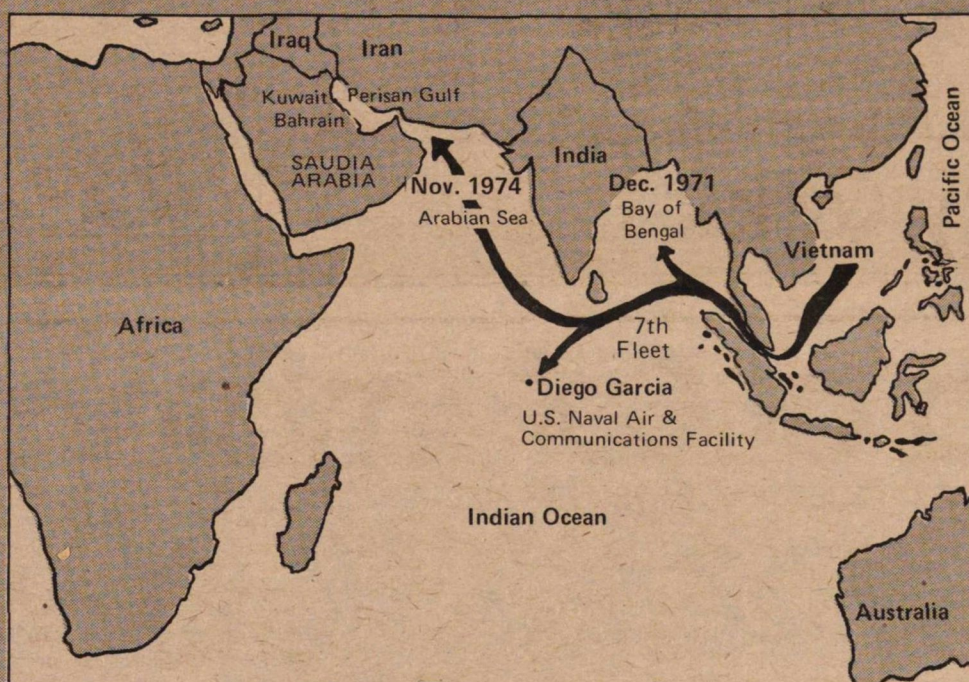 Iraq
Iran
Kuwait
Bahrain
Perisan Gulf
SAUDIA
ARABIA
Nov. 1974
Arabian Sea
India
Dec. 1971
Bay of
Bengal
Vietnam
Pacific Ocean
Africa
7th
Fleet
Diego Garcia
U.S. Naval Air &
Communications Facility
Indian Ocean
Australia